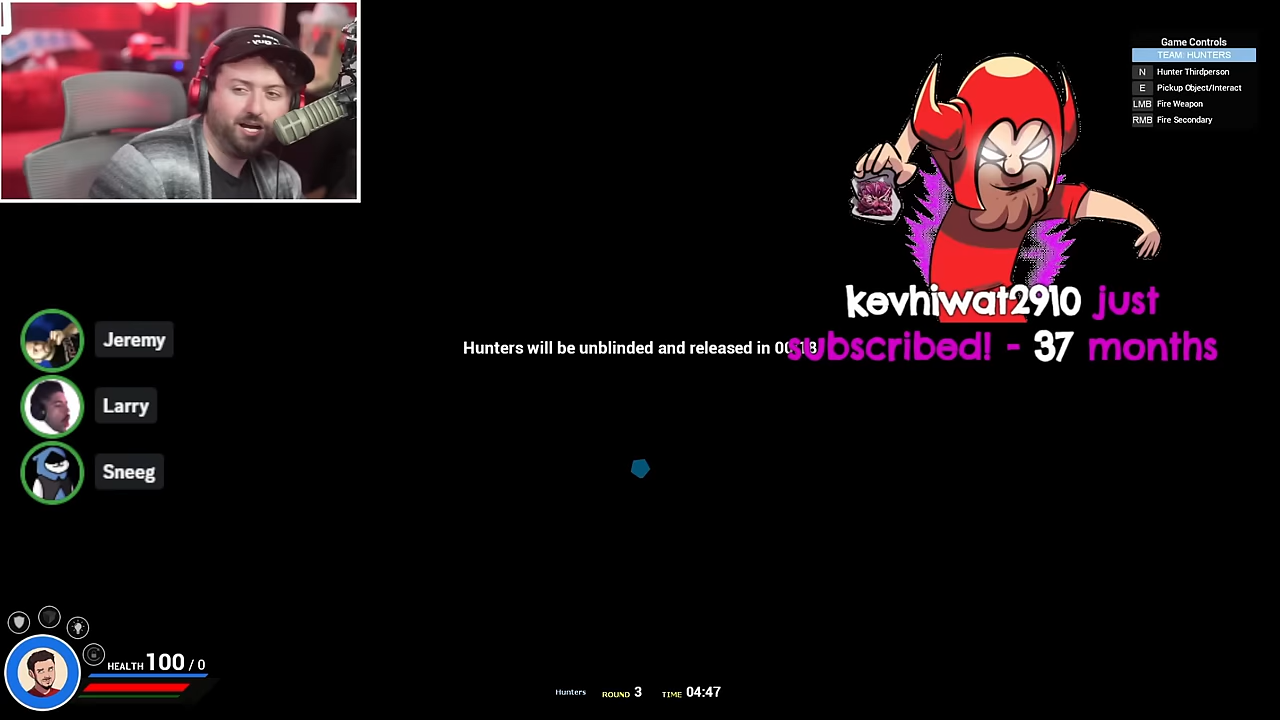 Game Controls
TEAM: HUNTERS
N Hunter Thirdperson
E Pickup Object/Interact
LMB Fire Weapon
RMB Fire Secondary
kevhiwat2910 just
subscribed! - 37 months
Hunters will be unblinded and released in 00:18
Jeremy
Larry
Sneeg
HEALTH 100 / 0
Hunters ROUND 3 TIME 04:47